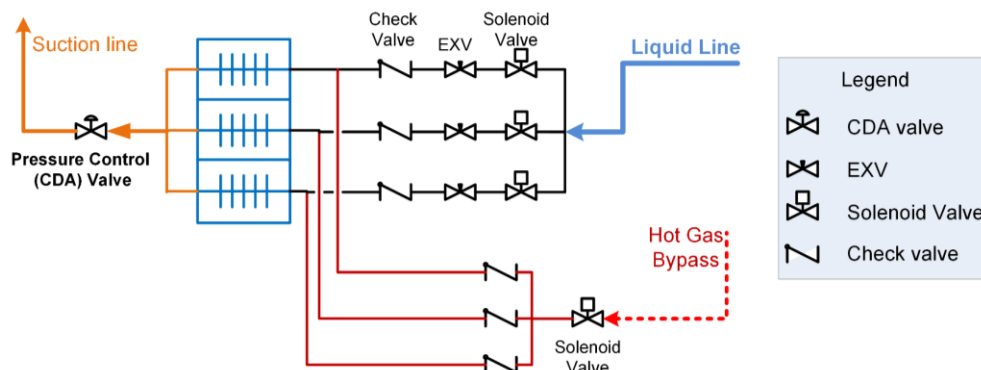 Suction line
Check
Valve
EXV
Solenoid
Valve
Liquid Line
Pressure Control
(CDA) Valve
Hot Gas
Bypass
Solenoid
Valve
Legend
CDA valve
EXV
Solenoid Valve
Check valve